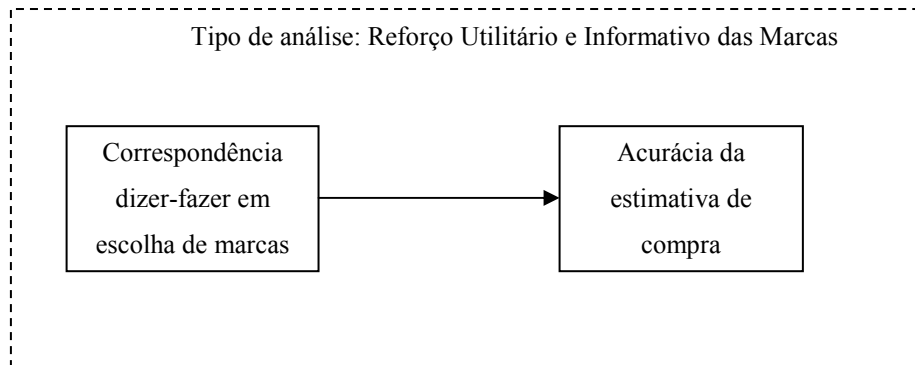 Tipo de análise: Reforço Utilitário e Informativo das Marcas
Correspondência
dizer-fazer em
escolha de marcas
Acurácia da
estimativa de
compra